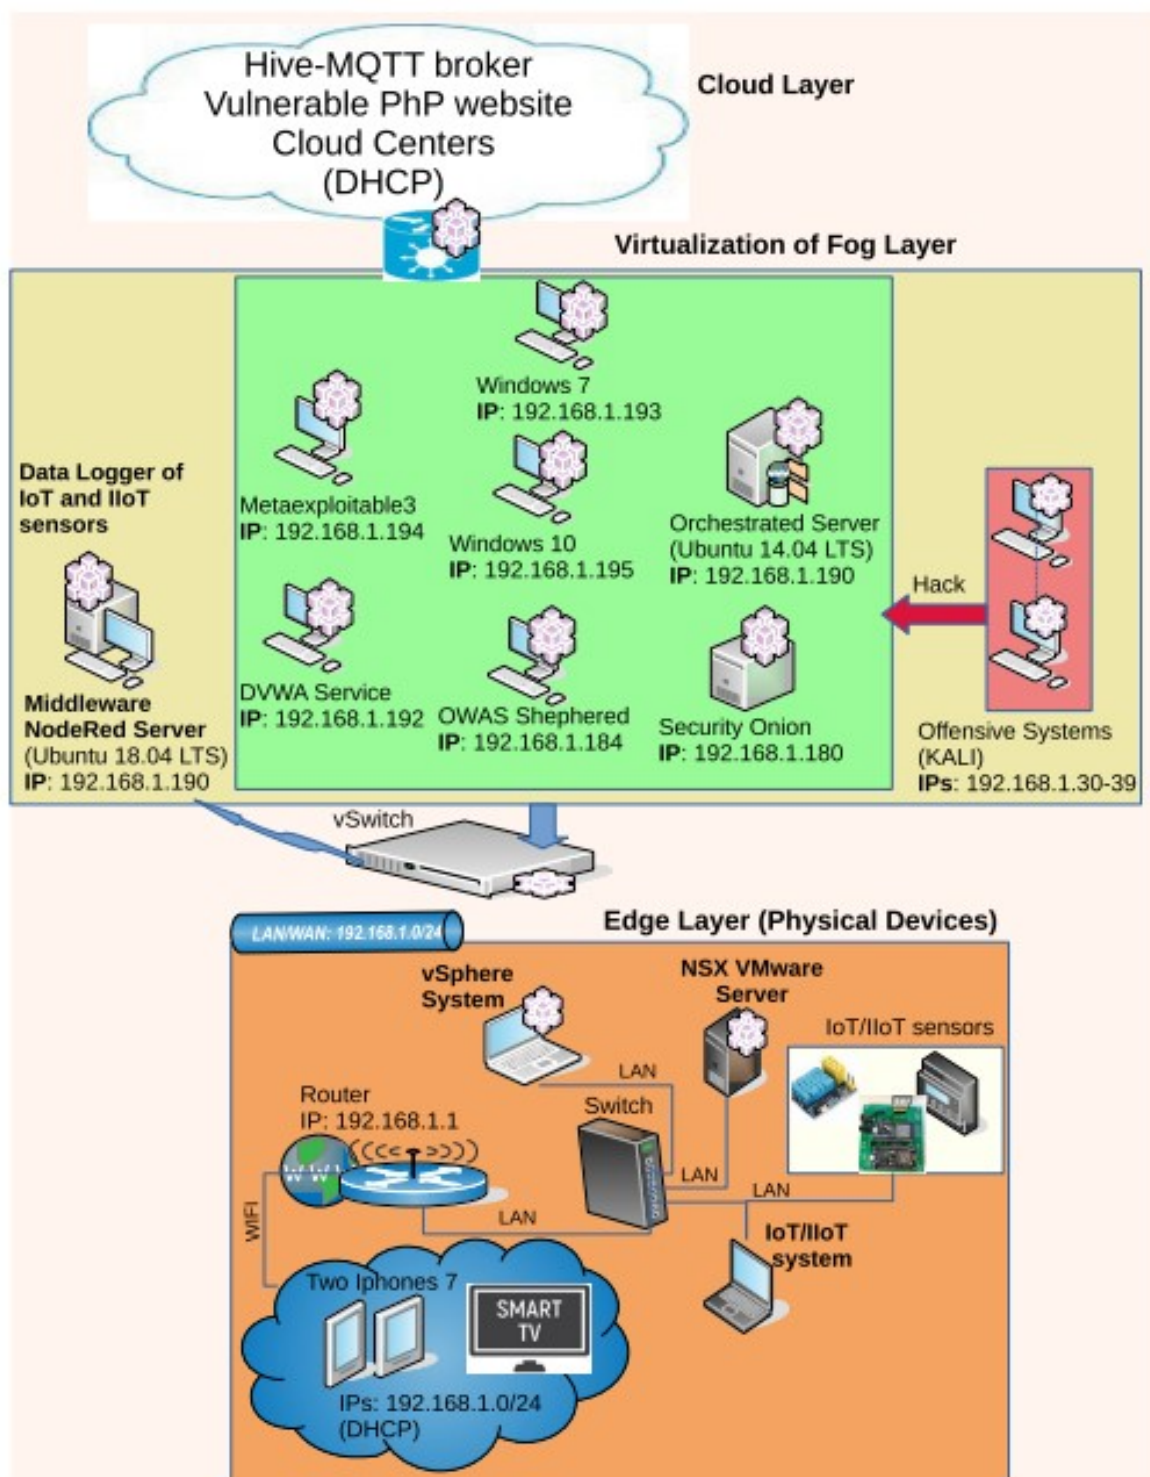 Hive-MQTT broker
Vulnerable PhP website
Cloud Centers
(DHCP)
Cloud Layer
Virtualization of Fog Layer
Windows 7
IP: 192.168.1.193
Metaexploitable3
IP: 192.168.1.194
Windows 10
IP: 192.168.1.195
Orchestrated Server
(Ubuntu 14.04 LTS)
IP: 192.168.1.190
Data Logger of
IoT and IIoT
sensors
Middleware
NodeRed Server
(Ubuntu 18.04 LTS)
IP: 192.168.1.190
DVWA Service
IP: 192.168.1.192
OWAS Shephered
IP: 192.168.1.184
Security Onion
IP: 192.168.1.180
Hack
Offensive Systems
(KALI)
IPs: 192.168.1.30-39
vSwitch
LAN/WAN: 192.168.1.0/24
Edge Layer (Physical Devices)
vSphere
System
NSX VMware
Server
IoT/IIoT sensors
LAN
Router
IP: 192.168.1.1
Switch
LAN
LAN
W W
WIFI
LAN
IoT/IIoT
system
Two Iphones 7
SMART
TV
IPs: 192.168.1.0/24
(DHCP)